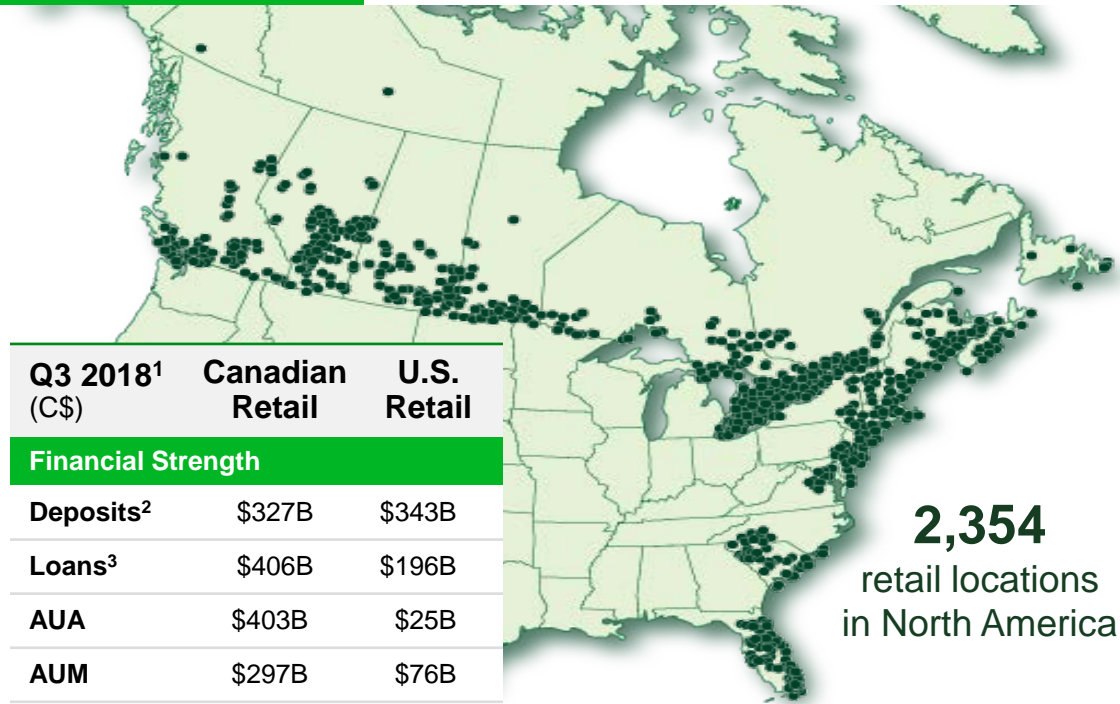 Q3 2018¹ Canadian U.S.
(C$) Retail Retail
Financial Strength
Deposits² $327B $343B
Loans³ $406B $196B
AUA $403B $25B
AUM $297B $76B
2,354
retail locations
in North America